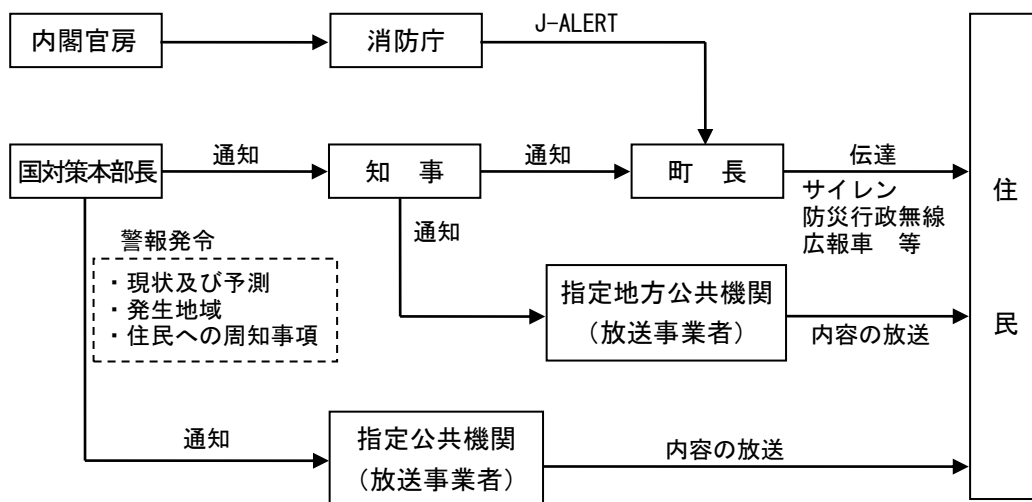 内閣官房
消防庁
J-ALERT
国対策本部長
通知
知　事
通知
町　長
伝達
サイレン
防災行政無線
広報車　等
住
民
警報発令
・現状及び予測
・発生地域
・住民への周知事項
通知
指定地方公共機関
（放送事業者）
内容の放送
通知
指定公共機関
（放送事業者）
内容の放送